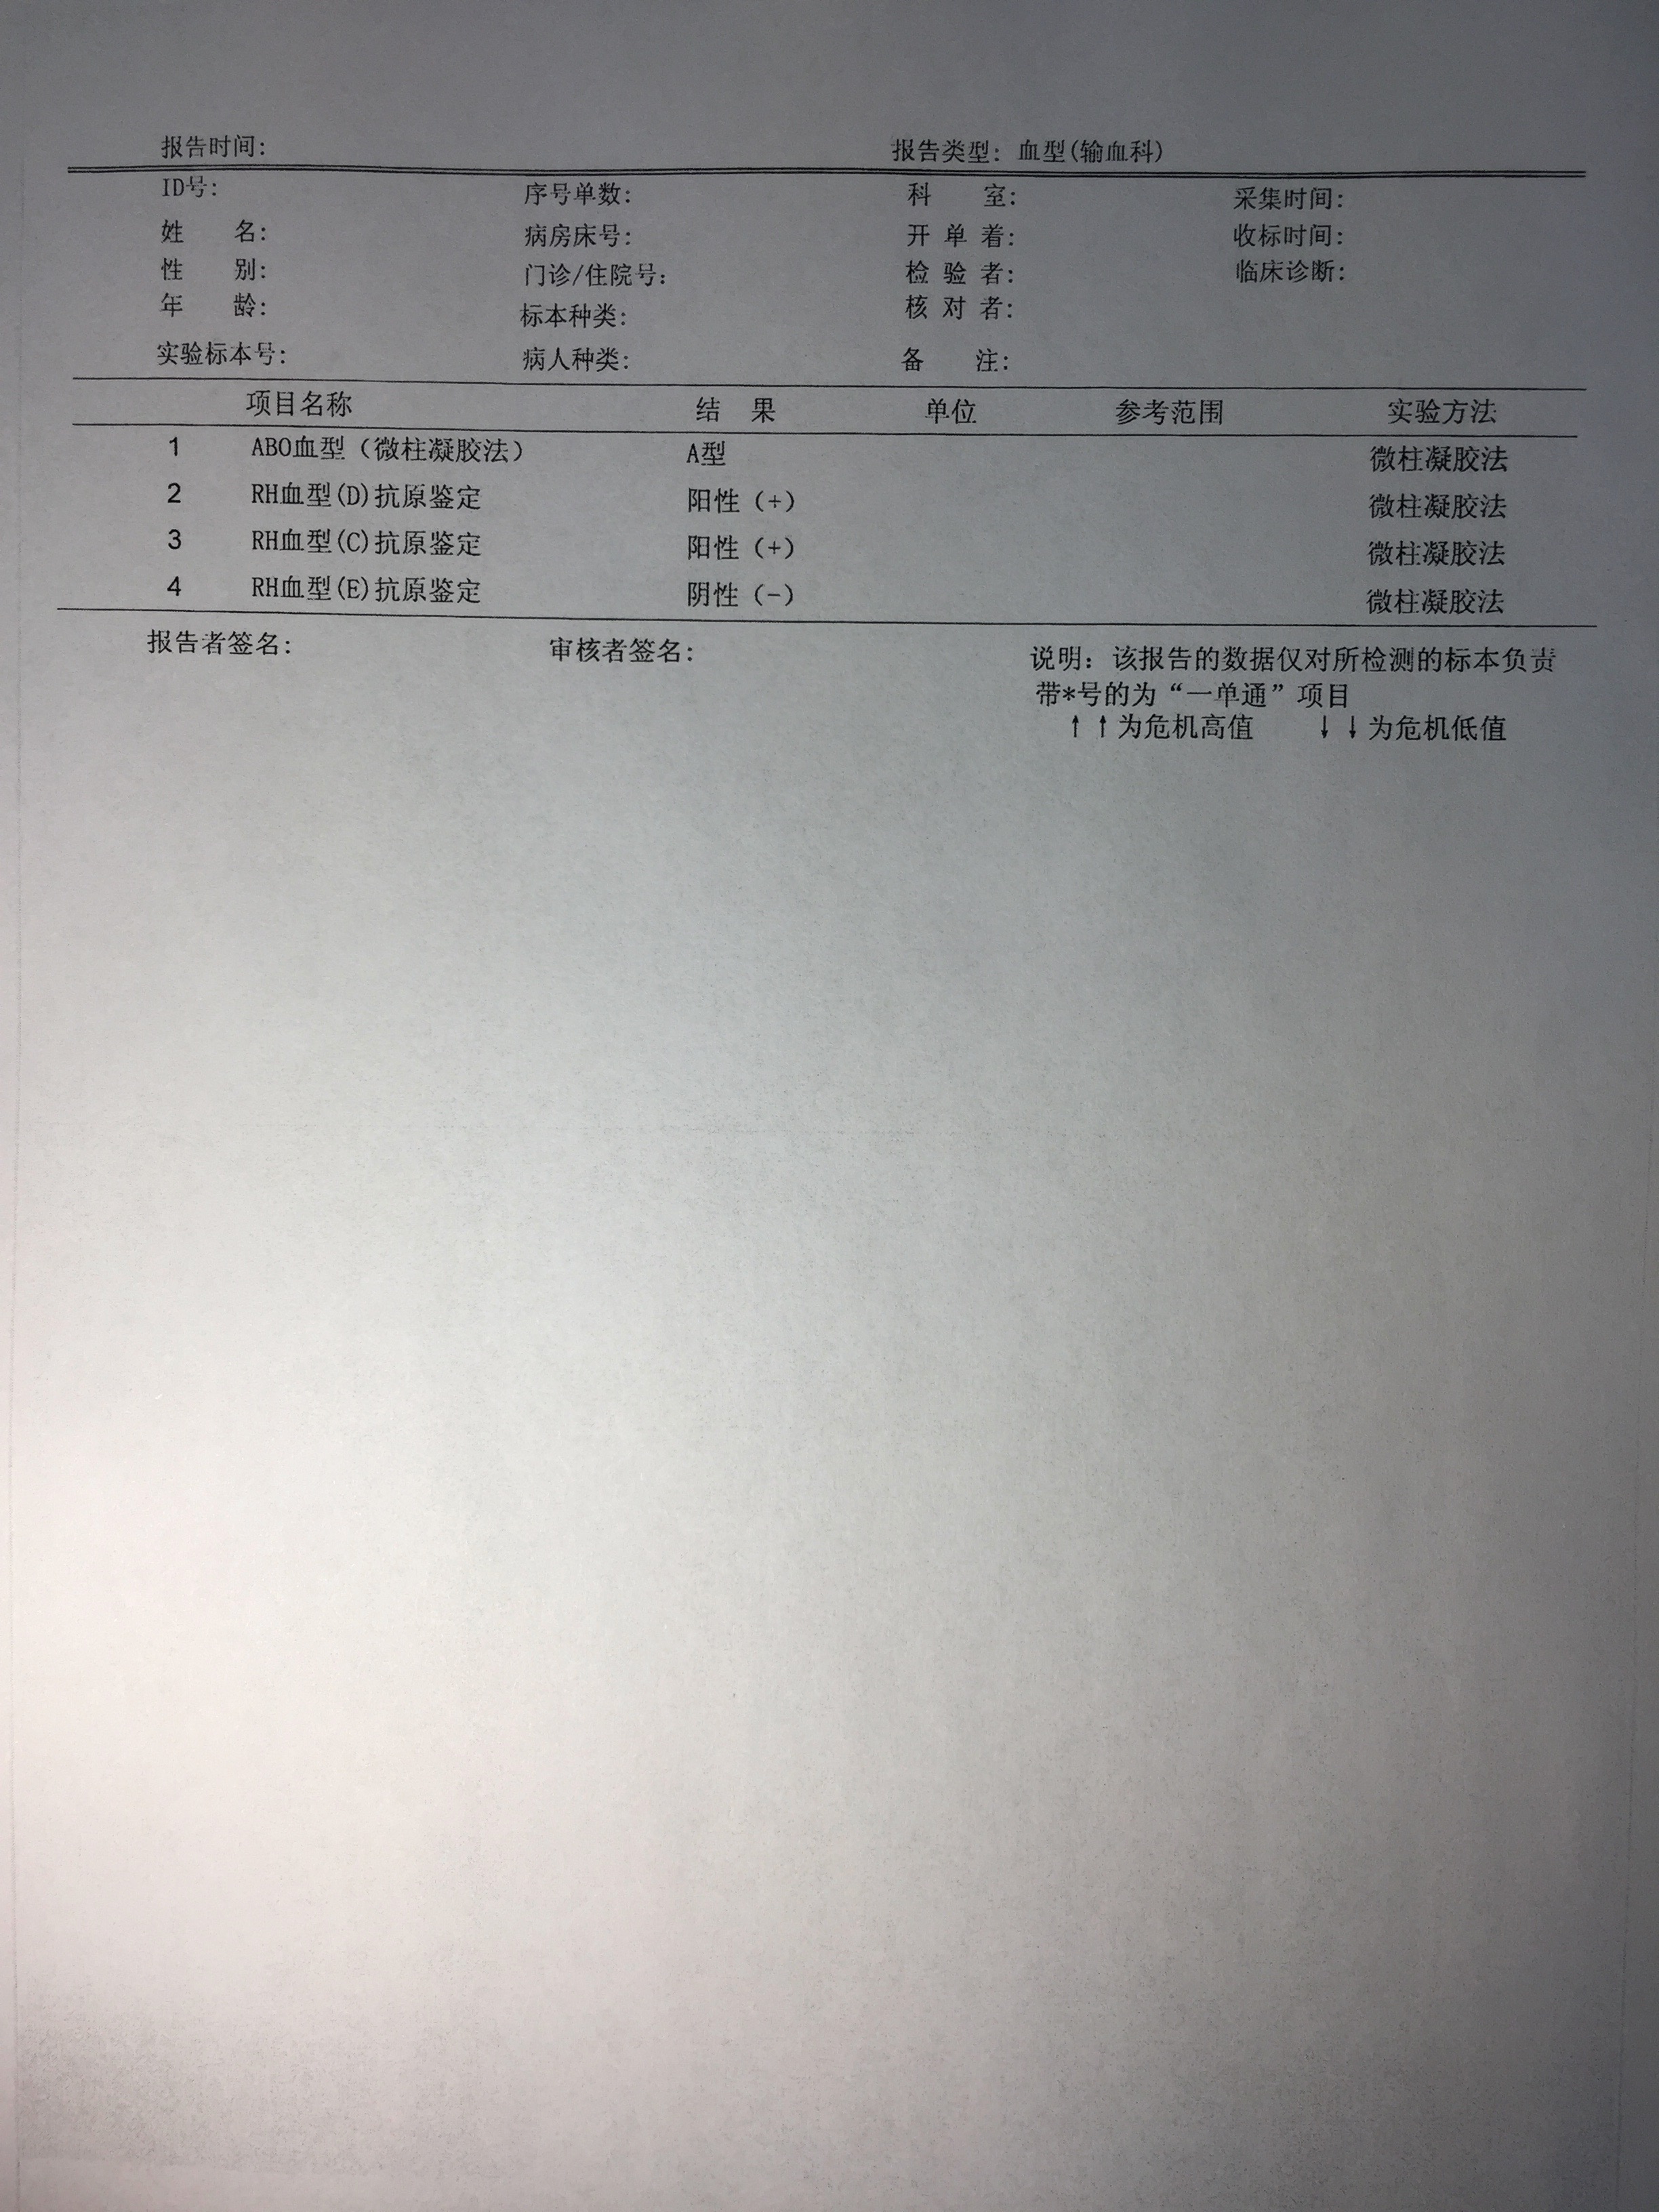 报告时间: 报告类型: 血型(输血科)
ID号: 序号单数: 科 室: 采集时间:
姓 名: 病房床号: 开 单 着: 收标时间:
性 别: 门诊/住院号: 检 验 者: 临床诊断:
年 龄: 标本种类: 核 对 者:
实验标本号: 病人种类: 备 注:
项目名称 结 果 单位 参考范围 实验方法
1 ABO血型（微柱凝胶法） A型 微柱凝胶法
2 RH血型(D)抗原鉴定 阳性（+） 微柱凝胶法
3 RH血型(C)抗原鉴定 阳性（+） 微柱凝胶法
4 RH血型(E)抗原鉴定 阴性（-） 微柱凝胶法
报告者签名: 审核者签名: 说明: 该报告的数据仅对所检测的标本负责
带*号的为“一单通”项目
↑↑为危机高值 ↓↓为危机低值